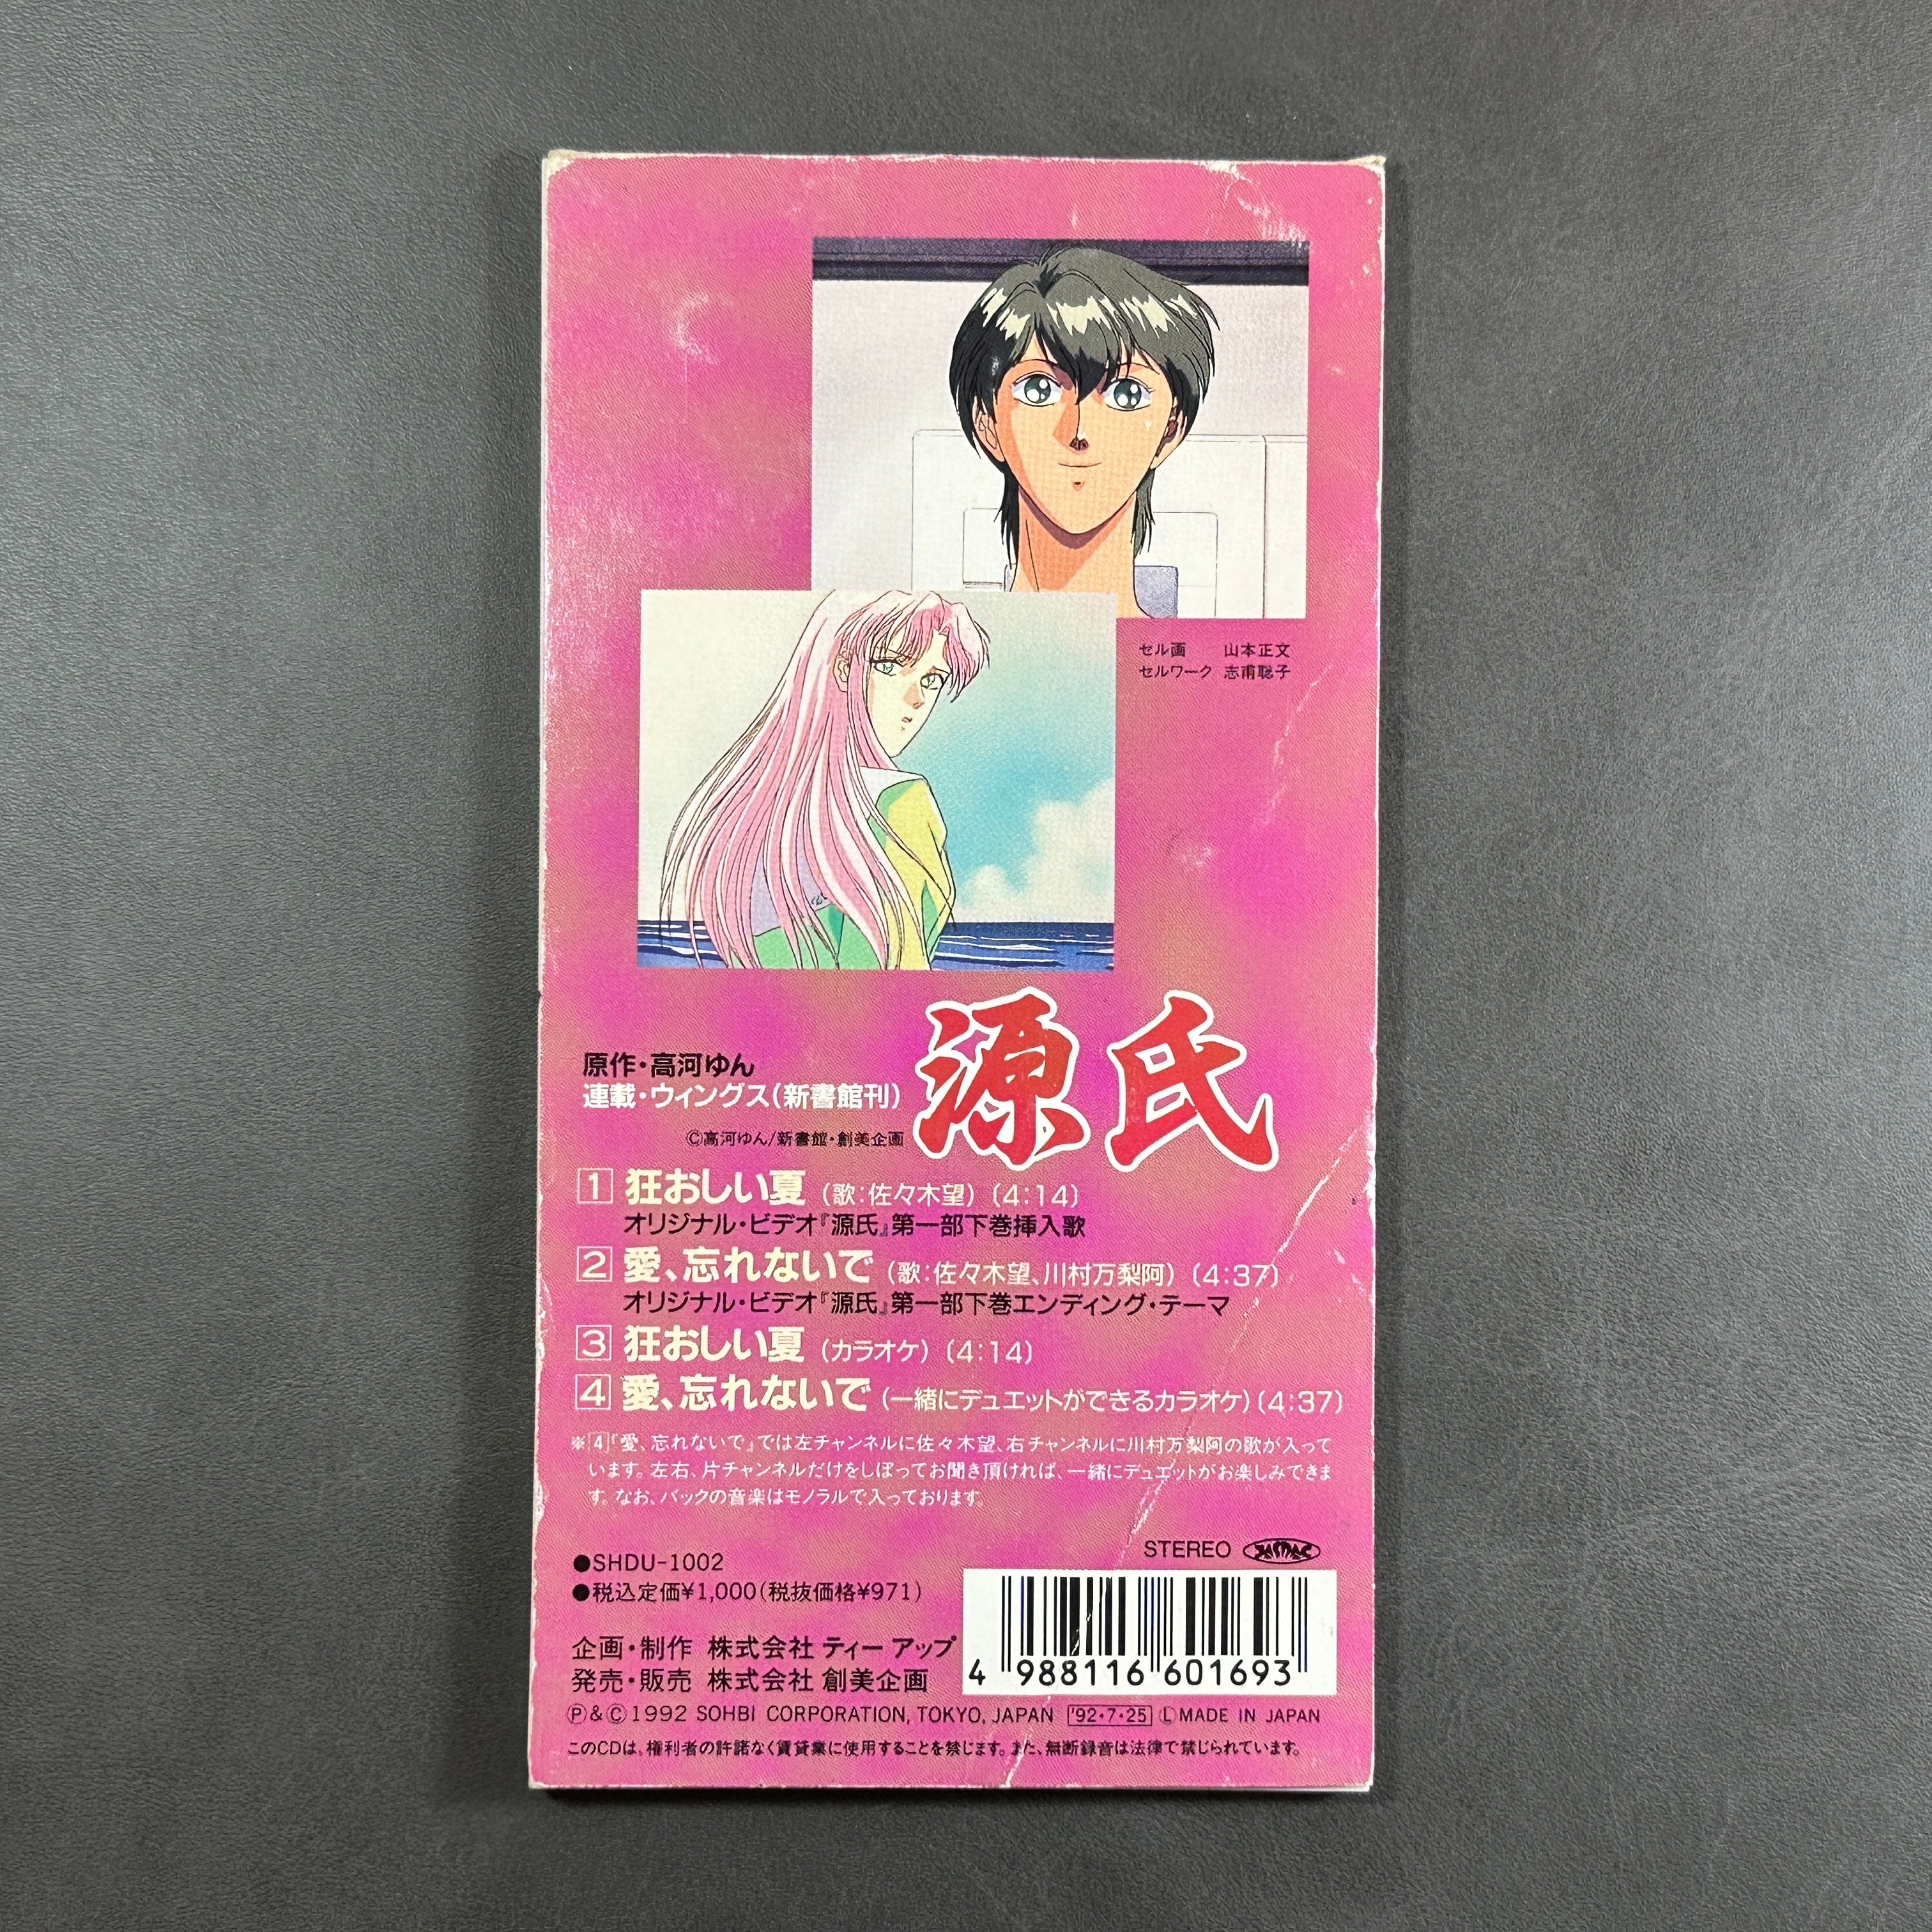 セル画 山本正文
セルワーク 志甫聡子
源氏
原作・高河ゆん
連載・ウィングス(新書館刊)
©高河ゆん/新書館・創美企画
1 狂おしい夏 (歌:佐々木望) 〔4:14〕
オリジナル・ビデオ『源氏』第一部下巻挿入歌
2 愛、忘れないで (歌:佐々木望、川村万梨阿) 〔4:37〕
オリジナル・ビデオ『源氏』第一部下巻エンディング・テーマ
3 狂おしい夏 (カラオケ) 〔4:14〕
4 愛、忘れないで (一緒にデュエットができるカラオケ) 〔4:37〕
※4『愛、忘れないで』では左チャンネルに佐々木望、右チャンネルに川村万梨阿の歌が入って
います。左右、片チャンネルだけをしぼってお聞き頂ければ、一緒にデュエットがお楽しみできま
す。なお、バックの音楽はモノラルで入っております。
STEREO
●SHDU-1002
●税込定価¥1,000(税抜価格¥971)
企画・制作 株式会社 ティーアップ
発売・販売 株式会社 創美企画
4 988116 601693
Ⓟ&©1992 SOHBI CORPORATION, TOKYO, JAPAN '92・7・25 Ⓛ MADE IN JAPAN
このCDは、権利者の許諾なく賃貸業に使用することを禁じます。また、無断録音は法律で禁じられています。